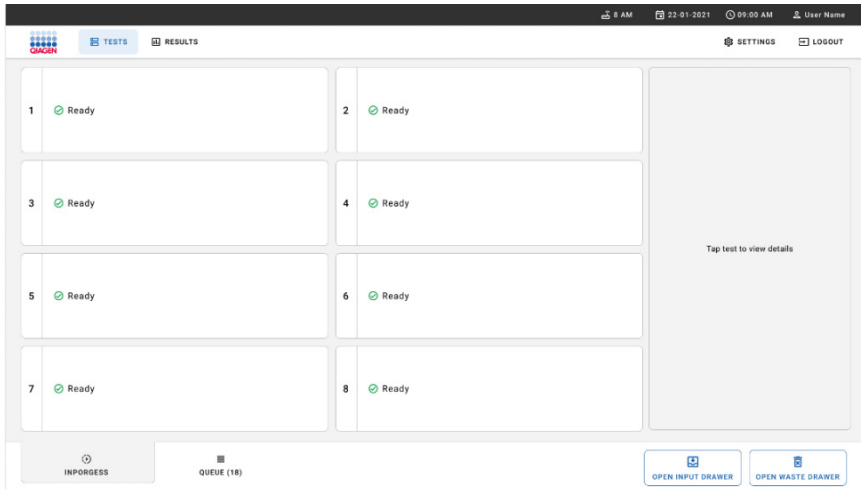 8 AM 22-01-2021 09:00 AM User Name
QIAGEN TESTS RESULTS SETTINGS LOGOUT
1 Ready 2 Ready
3 Ready 4 Ready
Tap test to view details
5 Ready 6 Ready
7 Ready 8 Ready
INPORGESS QUEUE (18) OPEN INPUT DRAWER OPEN WASTE DRAWER